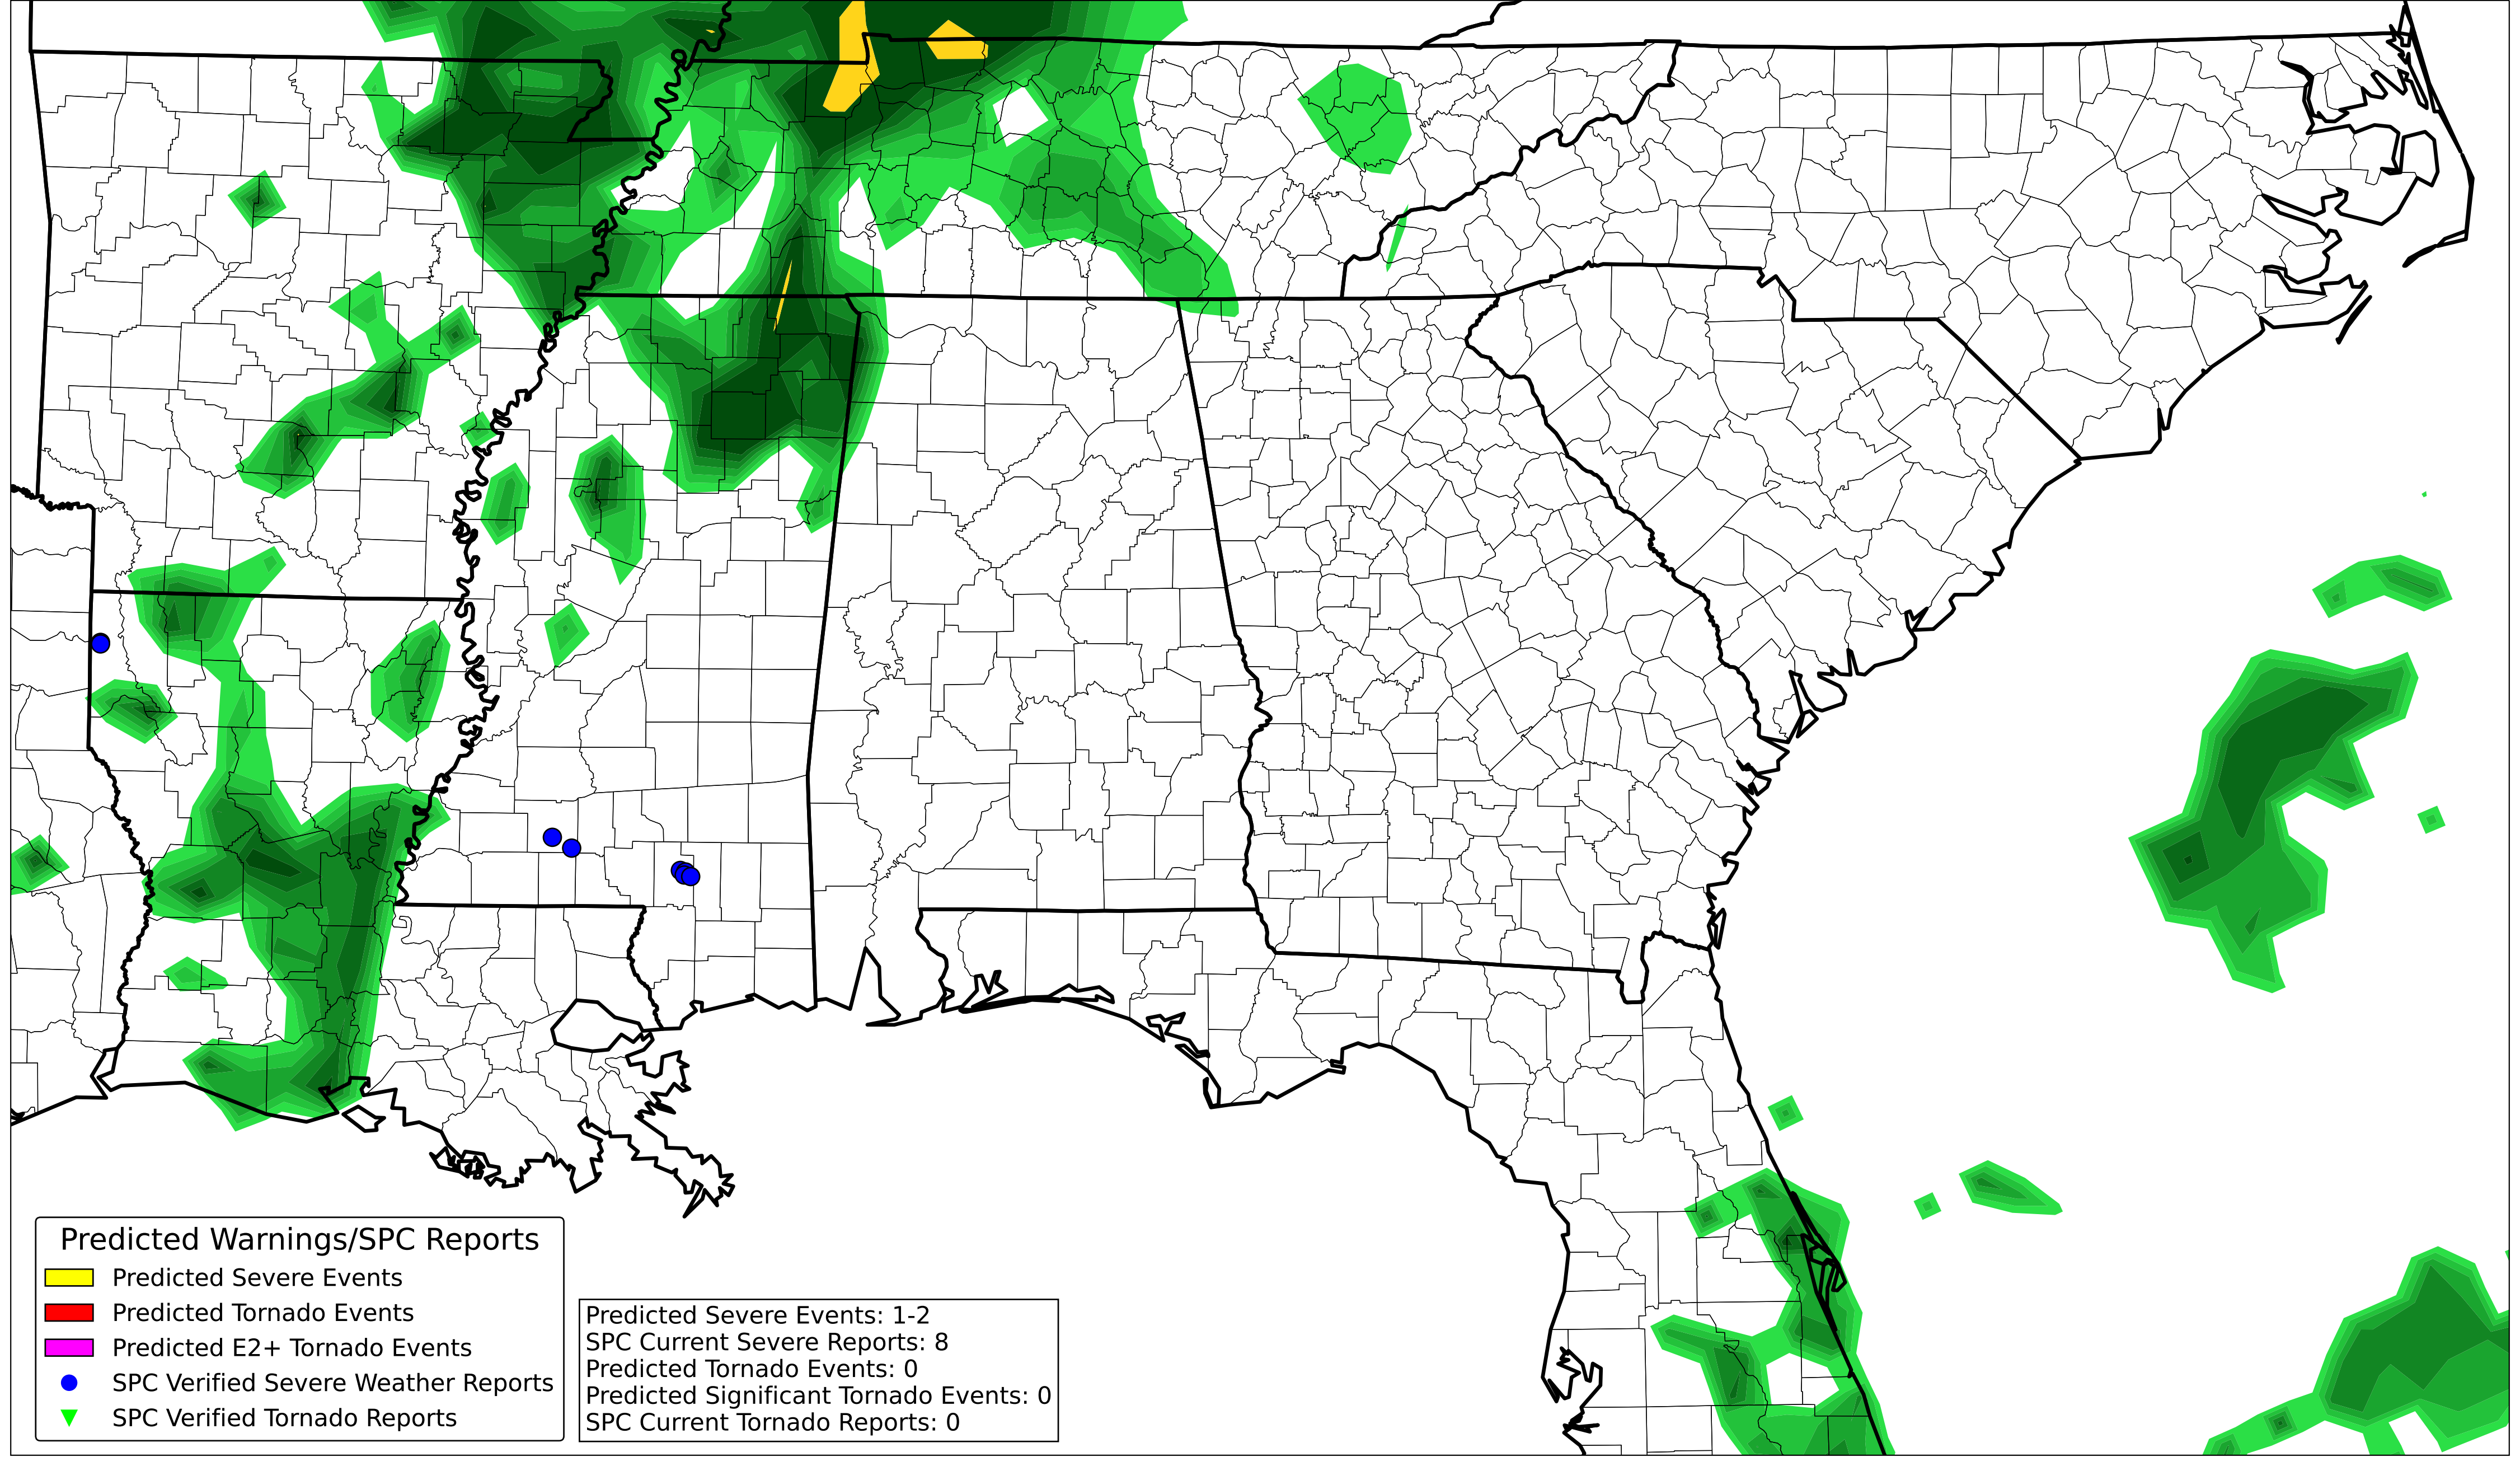 Predicted Warnings/SPC Reports
Predicted Severe Events
Predicted Tornado Events
Predicted E2+ Tornado Events
SPC Verified Severe Weather Reports
SPC Verified Tornado Reports
Predicted Severe Events: 1-2
SPC Current Severe Reports: 8
Predicted Tornado Events: 0
Predicted Significant Tornado Events: 0
SPC Current Tornado Reports: 0